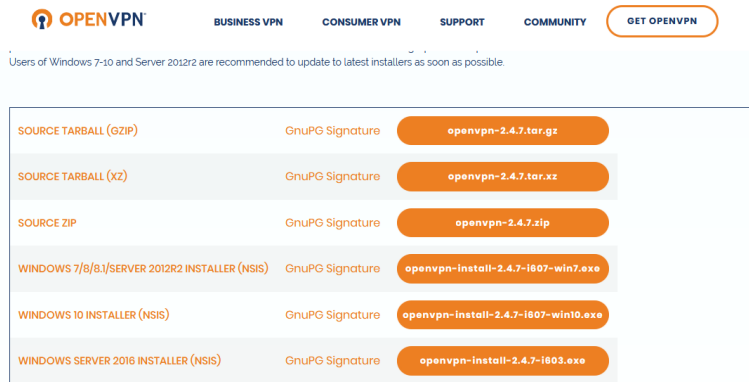 OPENVPN
BUSINESS VPN CONSUMER VPN SUPPORT COMMUNITY GET OPENVPN
Users of Windows 7-10 and Server 2012r2 are recommended to update to latest installers as soon as possible.
SOURCE TARBALL (GZIP) GnuPG Signature openvpn-2.4.7.tar.gz
SOURCE TARBALL (XZ) GnuPG Signature openvpn-2.4.7.tar.xz
SOURCE ZIP GnuPG Signature openvpn-2.4.7.zip
WINDOWS 7/8/8.1/SERVER 2012R2 INSTALLER (NSIS) GnuPG Signature openvpn-install-2.4.7-i607-win7.exe
WINDOWS 10 INSTALLER (NSIS) GnuPG Signature openvpn-install-2.4.7-i607-win10.exe
WINDOWS SERVER 2016 INSTALLER (NSIS) GnuPG Signature openvpn-install-2.4.7-i603.exe